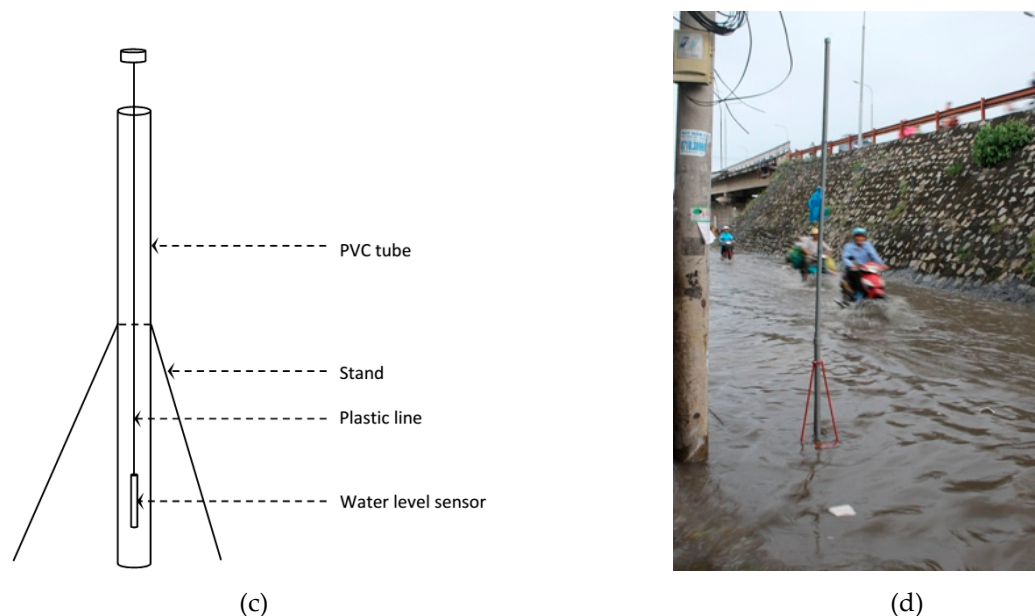 PVC tube
Stand
Plastic line
Water level sensor
(c)
(d)